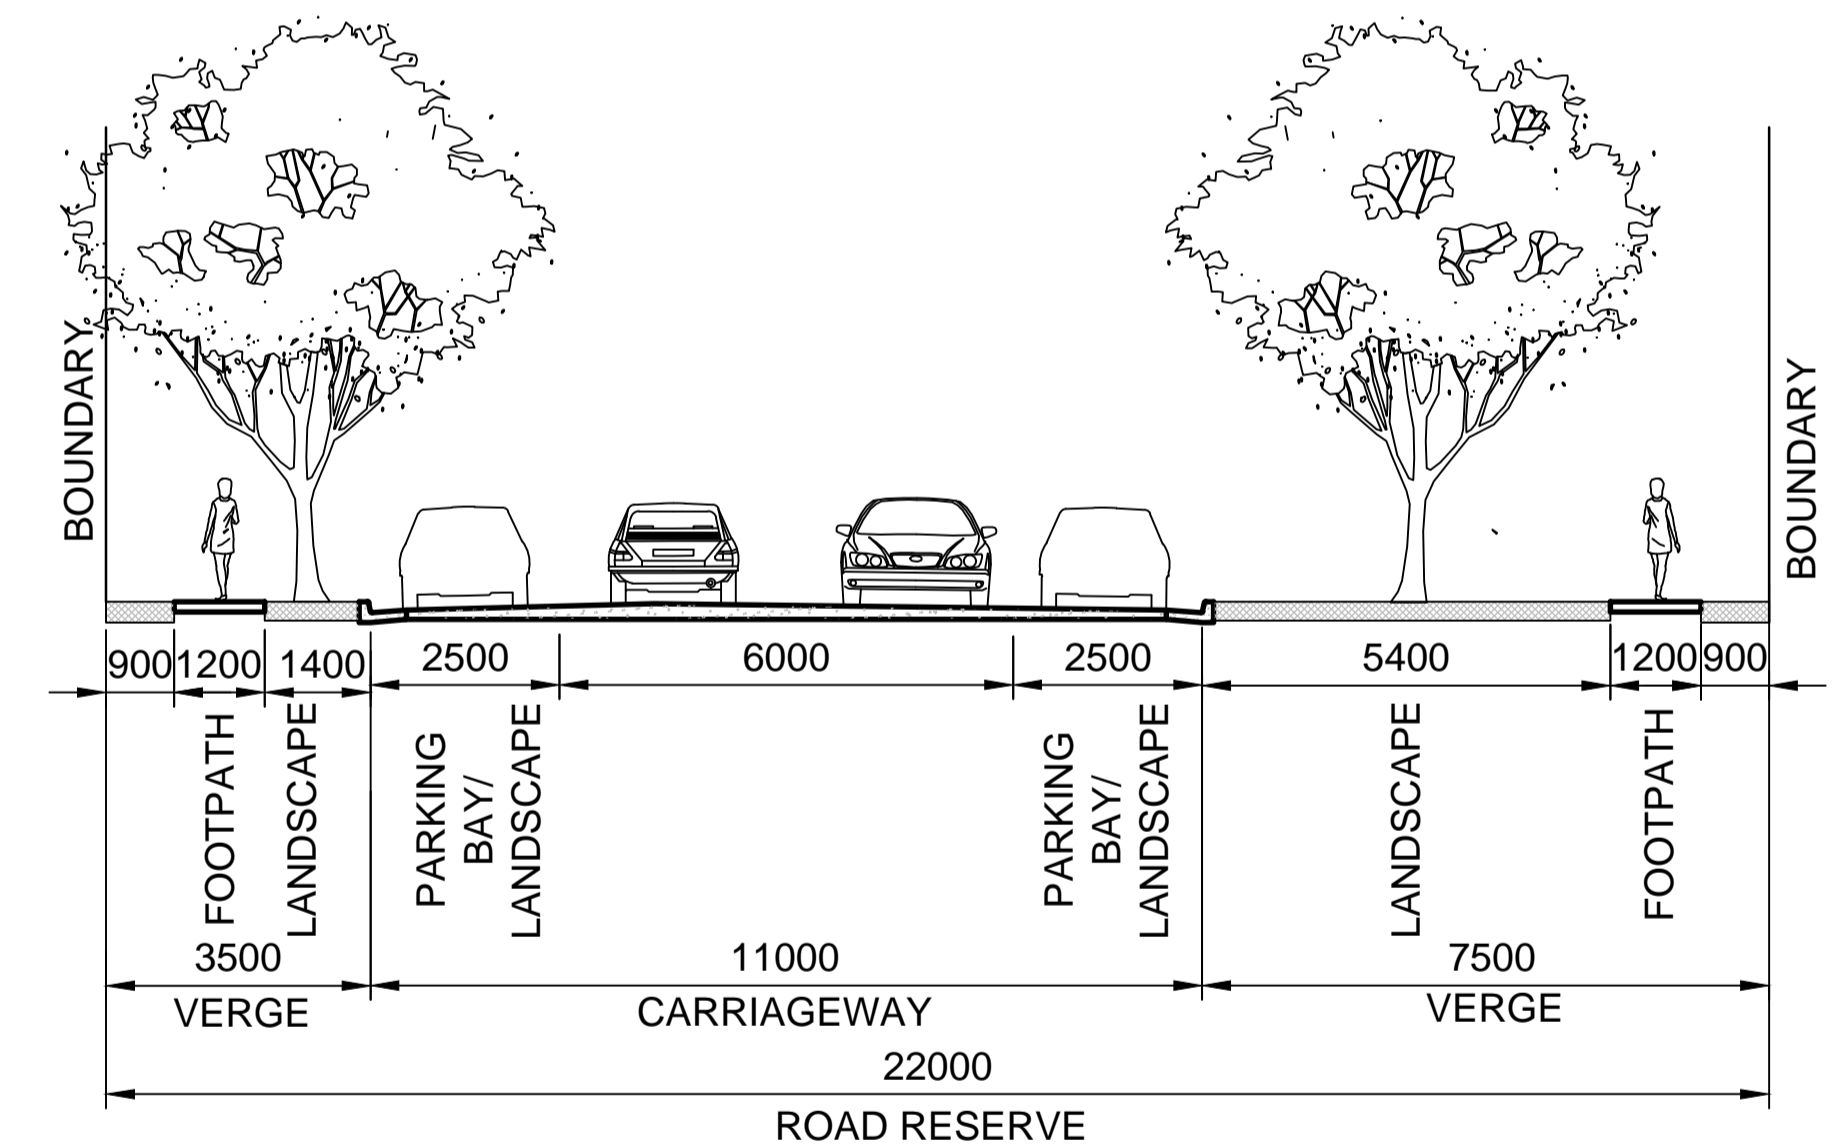 BOUNDARY
BOUNDARY
900 1200 1400 2500 6000 2500 5400 1200 900
FOOTPATH
LANDSCAPE
PARKING
BAY/
LANDSCAPE
PARKING
BAY/
LANDSCAPE
LANDSCAPE
FOOTPATH
3500 11000 7500
VERGE CARRIAGEWAY VERGE
22000
ROAD RESERVE